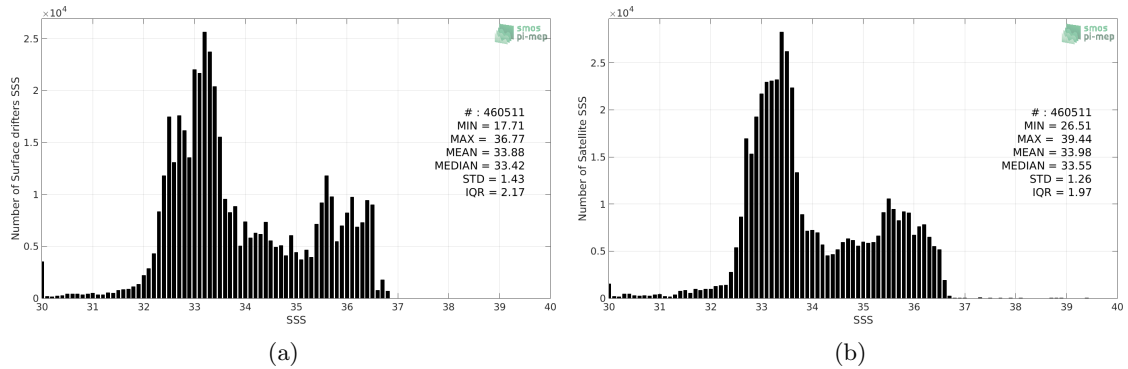 ×10⁴
smos
pi-mep
2.5
2
1.5
1
0.5
0
Number of Surface drifters SSS
# : 460511
MIN = 17.71
MAX = 36.77
MEAN = 33.88
MEDIAN = 33.42
STD = 1.43
IQR = 2.17
30 31 32 33 34 35 36 37 38 39 40
SSS
(a)
×10⁴
smos
pi-mep
2.5
2
1.5
1
0.5
0
Number of Satellite SSS
# : 460511
MIN = 26.51
MAX = 39.44
MEAN = 33.98
MEDIAN = 33.55
STD = 1.26
IQR = 1.97
30 31 32 33 34 35 36 37 38 39 40
SSS
(b)